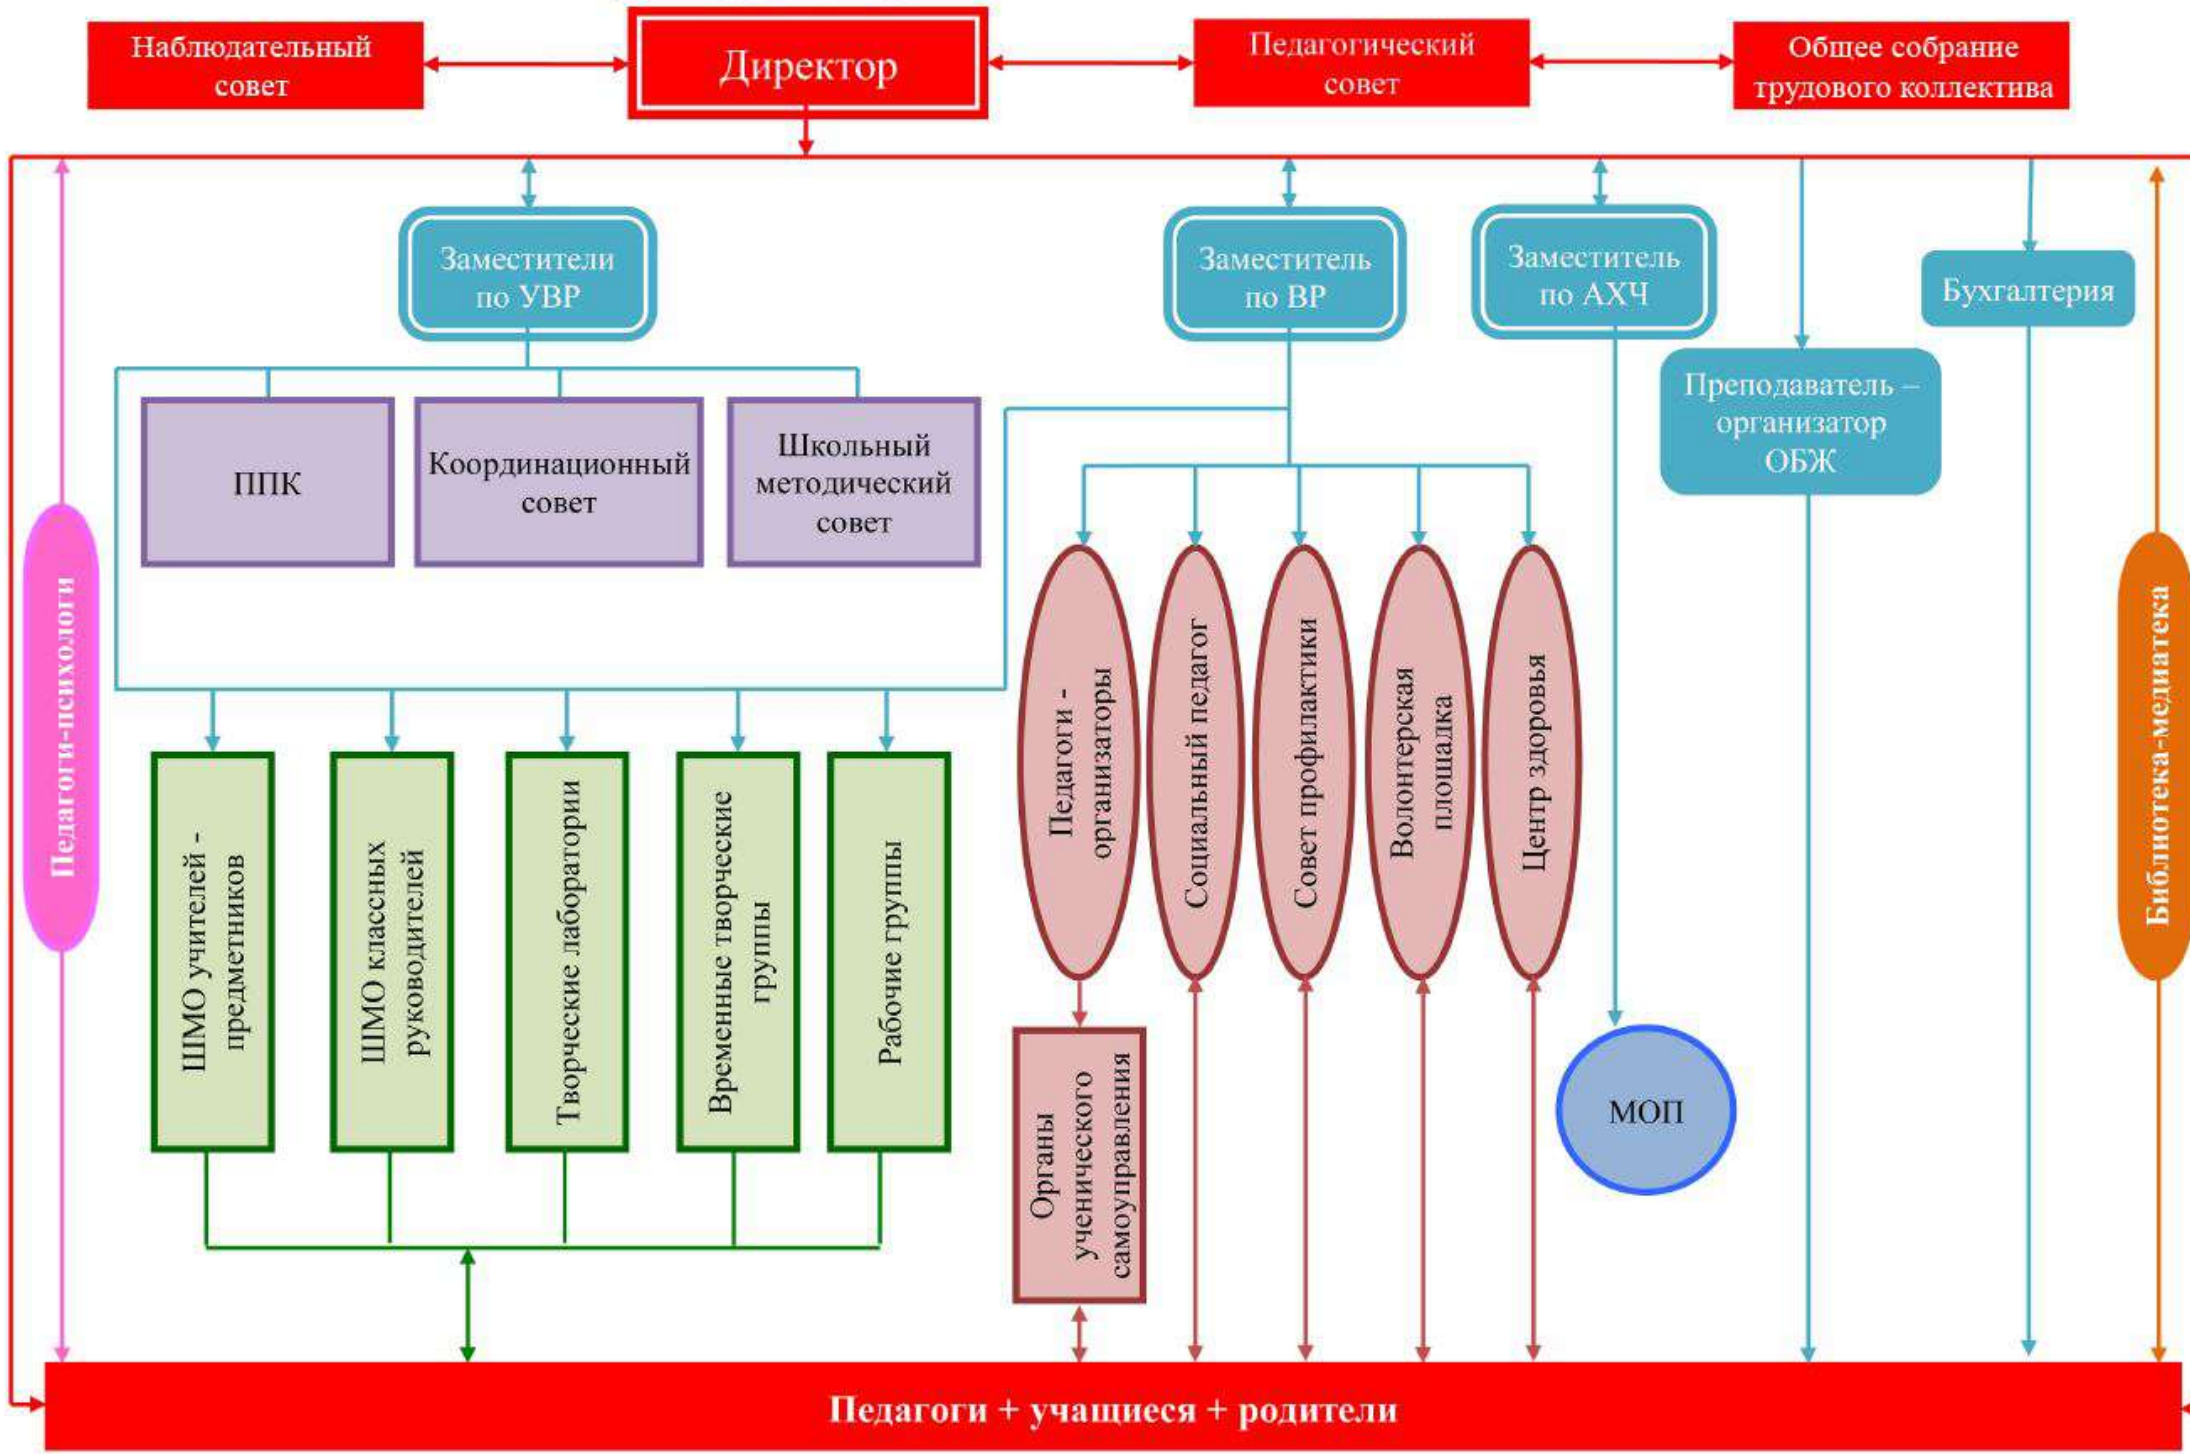 Наблюдательный
совет
Директор
Педагогический
совет
Общее собрание
трудового коллектива
Заместители
по УВР
Заместитель
по ВР
Заместитель
по АХЧ
Бухгалтерия
Преподаватель –
организатор
ОБЖ
ППК
Координационный
совет
Школьный
методический
совет
Педагоги-психологи
Библиотека-медиатека
Педагоги -
организаторы
Социальный педагог
Совет профилактики
Волонтерская
площадка
Центр здоровья
ШМО учителей -
предметников
ШМО классных
руководителей
Творческие лаборатории
Временные творческие
группы
Рабочие группы
Органы
ученического
самоуправления
МОП
Педагоги + учащиеся + родители